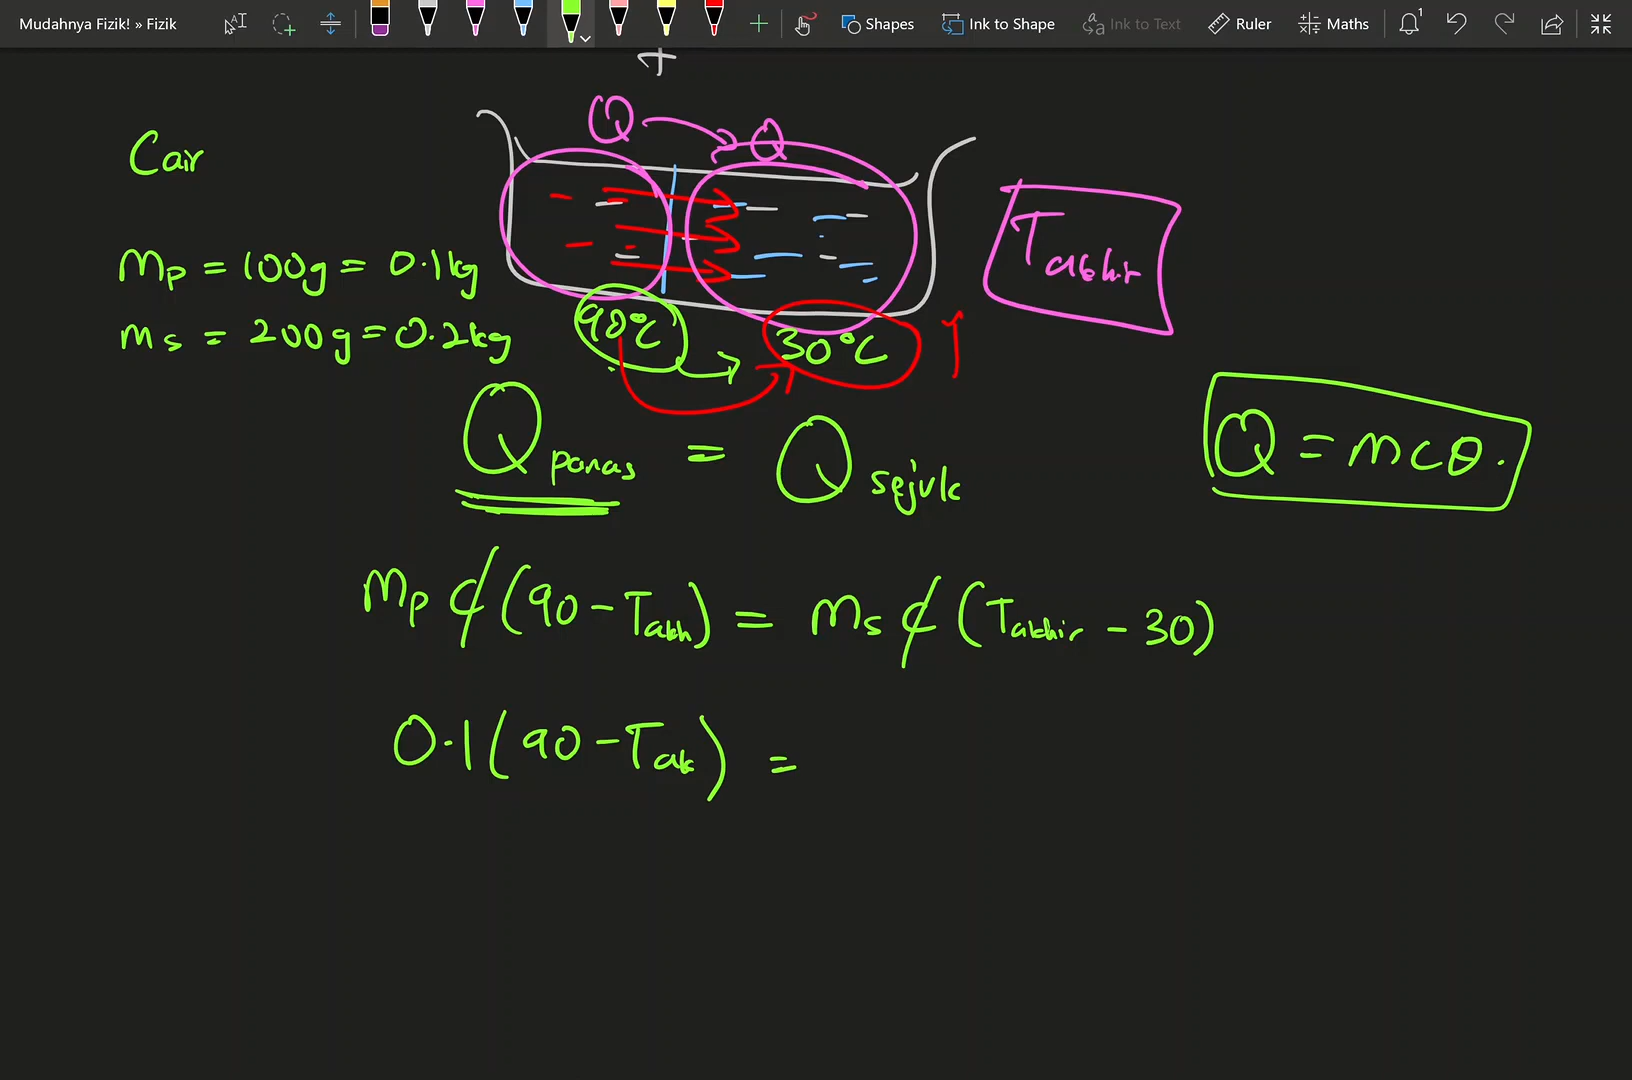 Mudahnya Fizik! » Fizik
Shapes
Ink to Shape
Ink to Text
Ruler
Maths
1
+
Q → Q
Cair
Takhir
mp = 100g = 0.1kg
ms = 200g = 0.2kg
90°C
30°C
Q panas = Q sejuk
Q = mcθ.
mp c (90 - Takh) = ms c (Takhir - 30)
0.1 (90 - Tak) =